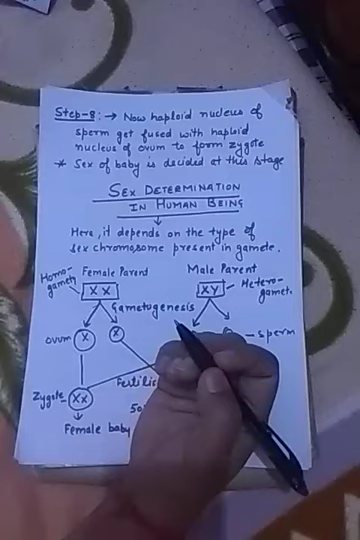 Step-8: → Now haploid nucleus of
sperm get fused with haploid
nucleus of ovum to form zygote
* Sex of baby is decided at this stage
SEX DETERMINATION
IN HUMAN BEING
Here, it depends on the type of
sex chromosome present in gamete.
Homo-
gametic Female Parent
Male Parent
XX
XY
Hetero-
gamet.
Gametogenesis
ovum X X
- sperm
Zygote XX
Female baby